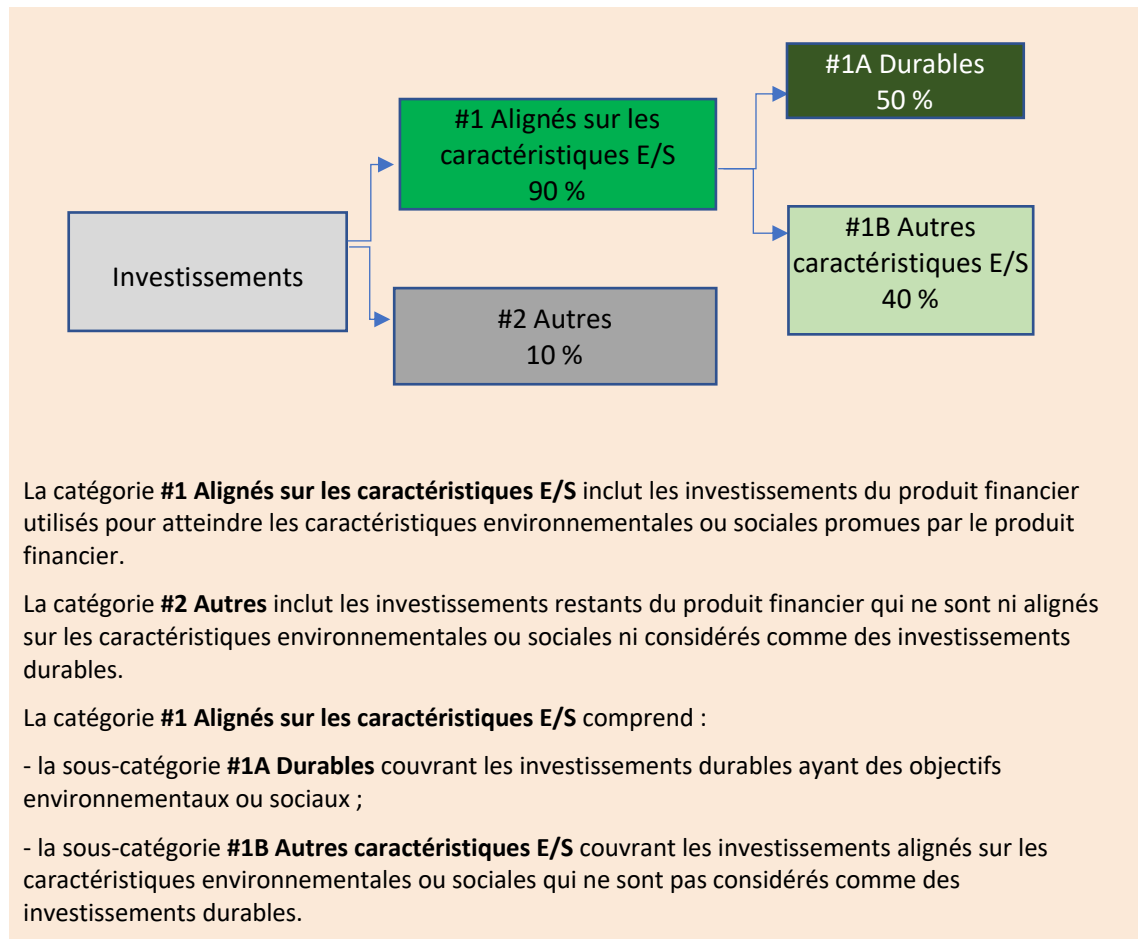 #1A Durables
50 %
#1 Alignés sur les
caractéristiques E/S
90 %
#1B Autres
caractéristiques E/S
40 %
Investissements
#2 Autres
10 %
La catégorie #1 Alignés sur les caractéristiques E/S inclut les investissements du produit financier
utilisés pour atteindre les caractéristiques environnementales ou sociales promues par le produit
financier.
La catégorie #2 Autres inclut les investissements restants du produit financier qui ne sont ni alignés
sur les caractéristiques environnementales ou sociales ni considérés comme des investissements
durables.
La catégorie #1 Alignés sur les caractéristiques E/S comprend :
- la sous-catégorie #1A Durables couvrant les investissements durables ayant des objectifs
environnementaux ou sociaux ;
- la sous-catégorie #1B Autres caractéristiques E/S couvrant les investissements alignés sur les
caractéristiques environnementales ou sociales qui ne sont pas considérés comme des
investissements durables.